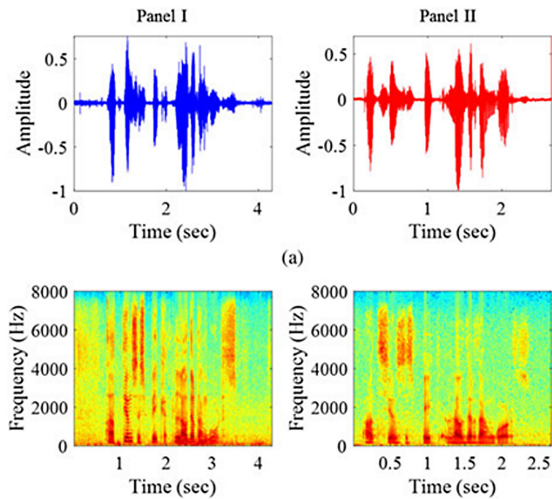 Panel I Panel II
0.5 0.5
0 0
-0.5 -0.5
-1 -1
Amplitude Amplitude
0 2 4 0 1 2
Time (sec) Time (sec)
(a)
8000 8000
6000 6000
4000 4000
2000 2000
0 0
Frequency (Hz) Frequency (Hz)
1 2 3 4 0.5 1 1.5 2 2.5
Time (sec) Time (sec)